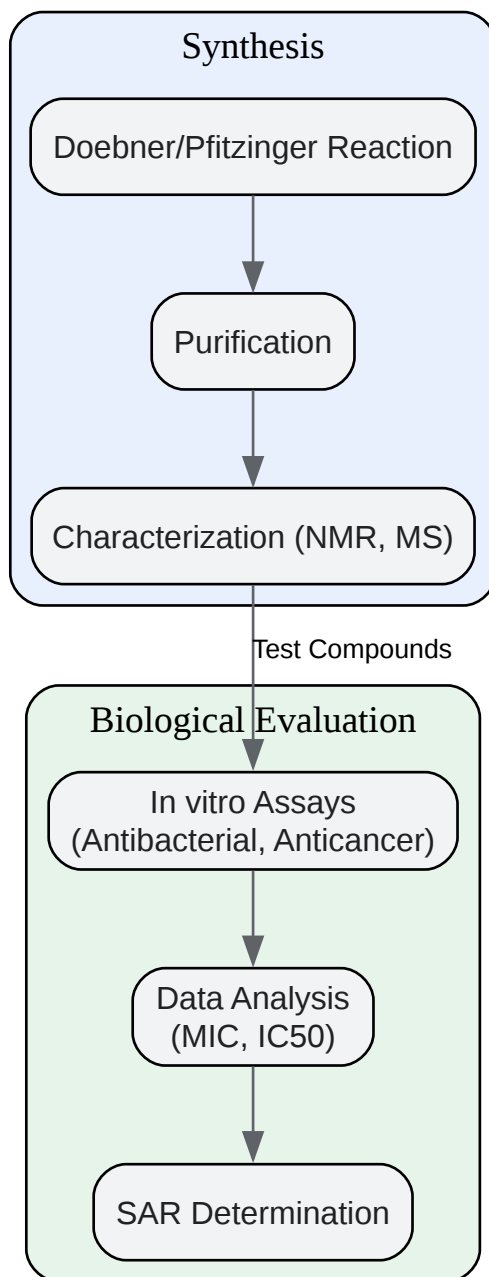 Synthesis
Doebner/Pfitzinger Reaction
Purification
Characterization (NMR, MS)
Test Compounds
Biological Evaluation
In vitro Assays
(Antibacterial, Anticancer)
Data Analysis
(MIC, IC50)
SAR Determination